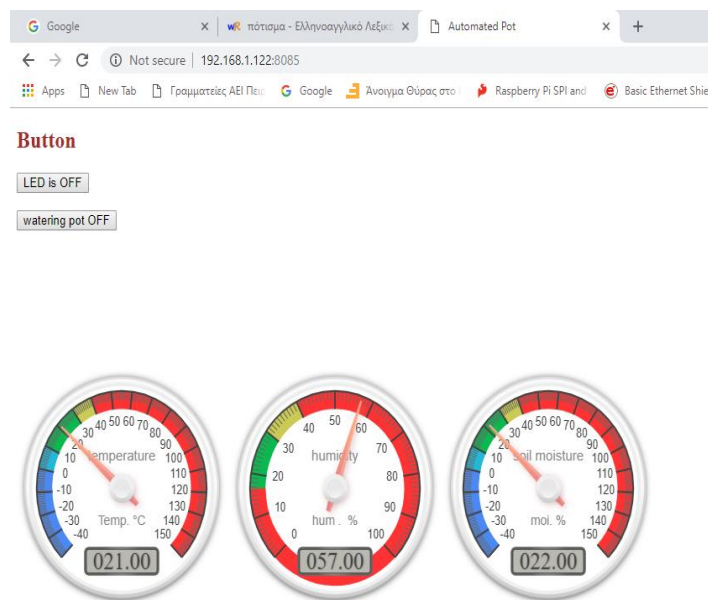 Google
πότισμα - Ελληνοαγγλικό Λεξικό
Automated Pot
Not secure 192.168.1.122:8085
Apps New Tab Γραμματείες ΑΕΙ Google Άνοιγμα Θύρας στο Raspberry Pi SPI and Basic Ethernet Shie
Button
LED is OFF
watering pot OFF
-40 -30 -20 -10 0 10 20 30 40 50 60 70 80 90 100 110 120 130 140 150
temperature
Temp. °C
021.00
0 10 20 30 40 50 60 70 80 90 100
humidity
hum . %
057.00
-40 -30 -20 -10 0 10 20 30 40 50 60 70 80 90 100 110 120 130 140 150
soil moisture
moi. %
022.00